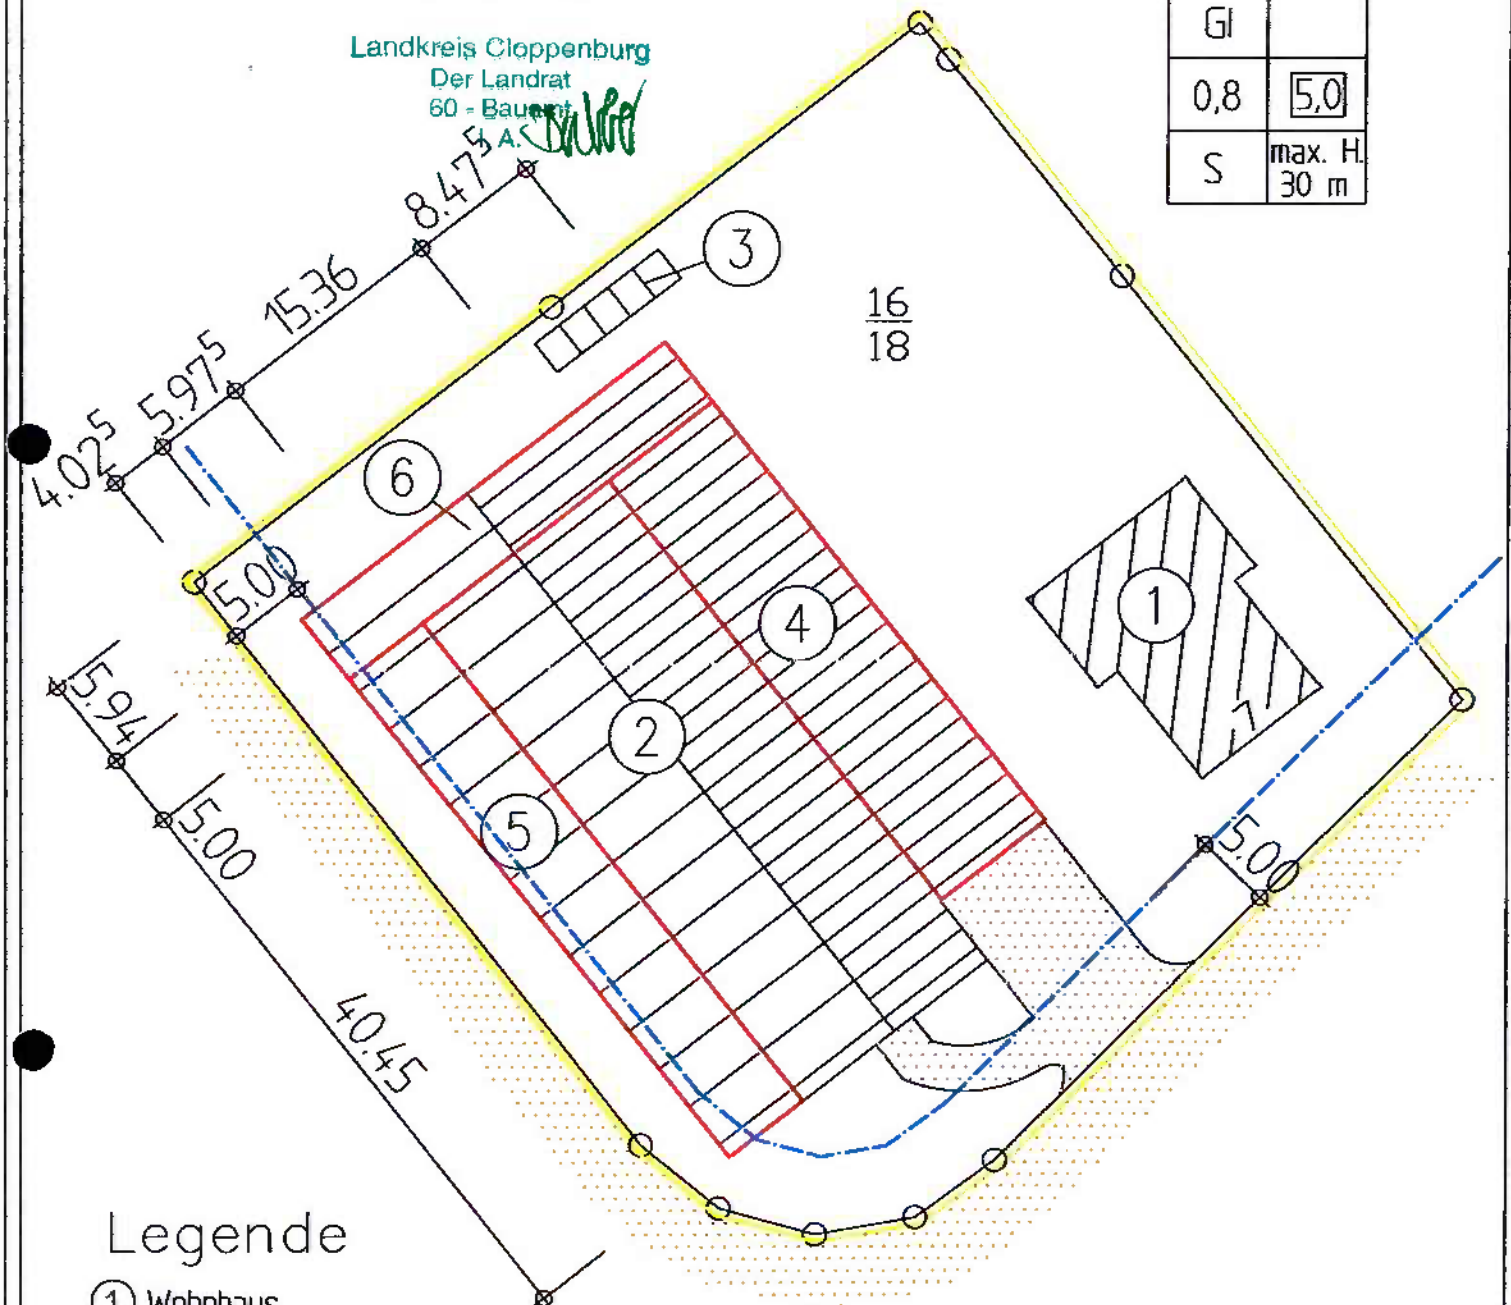 Landkreis Cloppenburg
Der Landrat
60 - Bauamt
I. A.
GI
0,8 5,0
S max. H. 30 m
8.47⁵
15.36
5.97⁵
4.02⁵
3
16
18
6
5.00
5.94
5.00
40.45
4
1
2
5
5.00
Legende
1 Wohnhaus